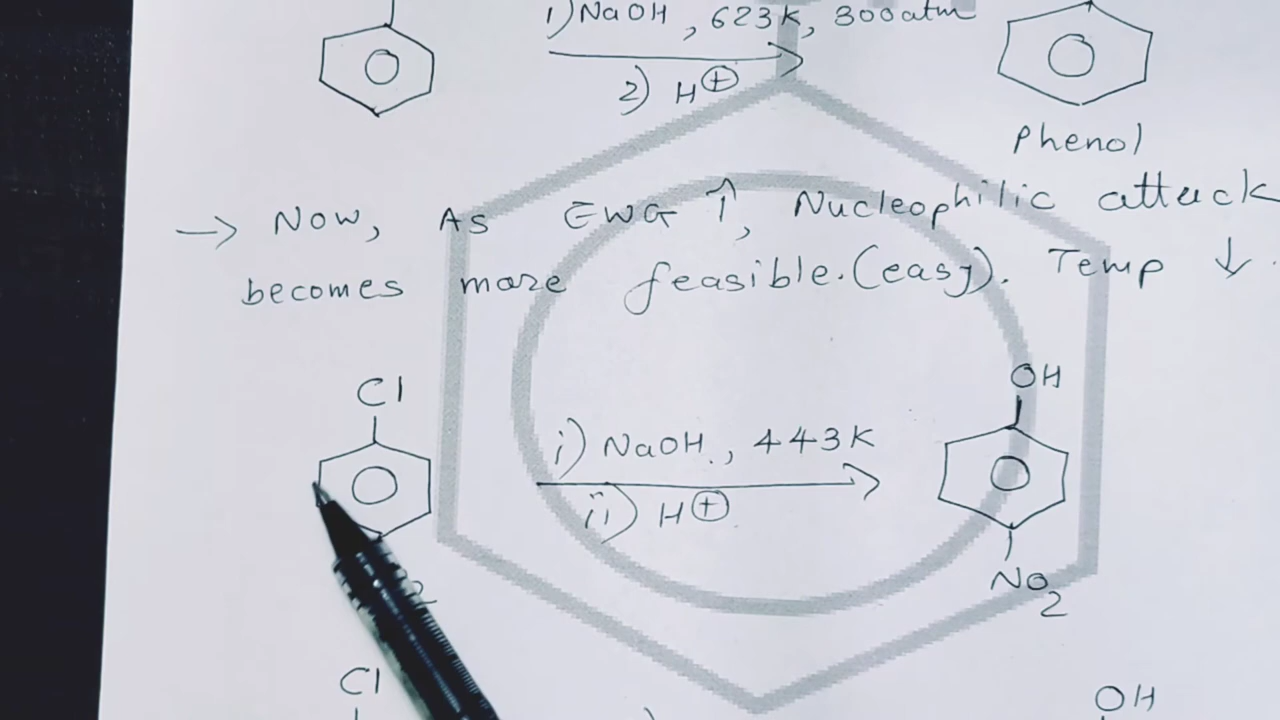 1) NaOH , 623K, 300atm
2) H⊕
Phenol
→ Now, As EWG ↑, Nucleophilic attack
becomes more feasible.(easy). Temp ↓.
Cl
OH
i) NaOH., 443K
ii) H⊕
NO2
Cl
OH